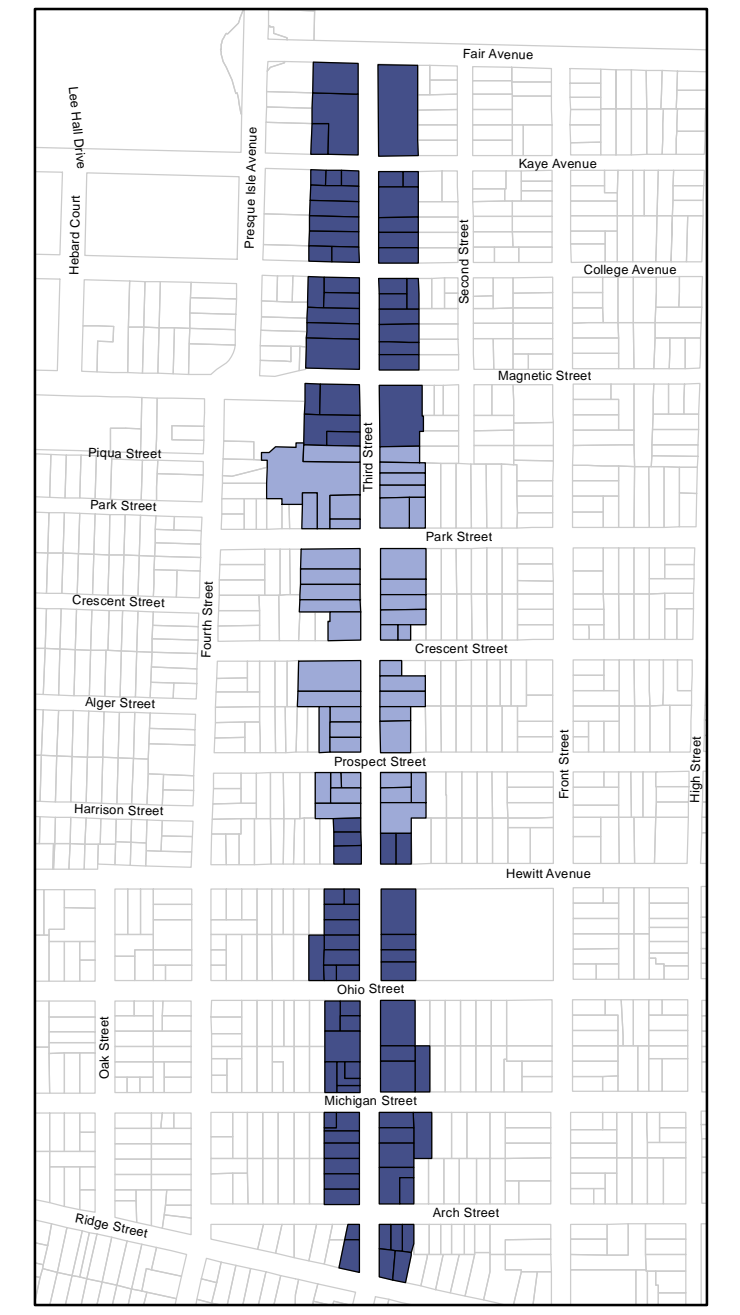 Fair Avenue
Lee Hall Drive
Presque Isle Avenue
Kaye Avenue
Hebard Court
Second Street
College Avenue
Magnetic Street
Third Street
Piqua Street
Park Street
Park Street
Crescent Street
Fourth Street
Crescent Street
Alger Street
Prospect Street
Front Street
High Street
Harrison Street
Hewitt Avenue
Ohio Street
Oak Street
Michigan Street
Arch Street
Ridge Street